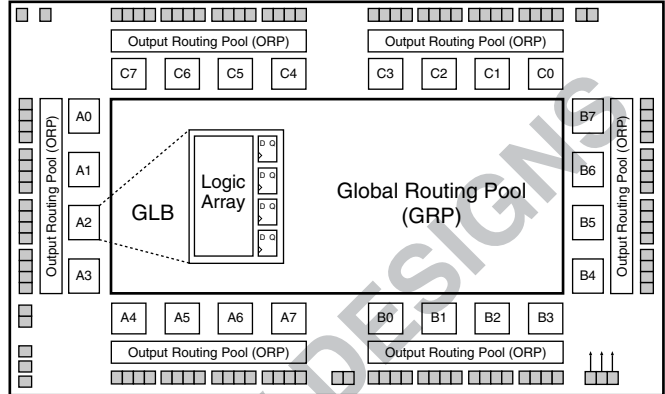 Output Routing Pool (ORP) Output Routing Pool (ORP)
C7 C6 C5 C4 C3 C2 C1 C0
Output Routing Pool (ORP)
A0
A1
A2
A3
GLB
Logic
Array
D Q
D Q
D Q
D Q
Global Routing Pool
(GRP)
B7
B6
B5
B4
Output Routing Pool (ORP)
A4 A5 A6 A7 B0 B1 B2 B3
Output Routing Pool (ORP) Output Routing Pool (ORP)
DESIGNS